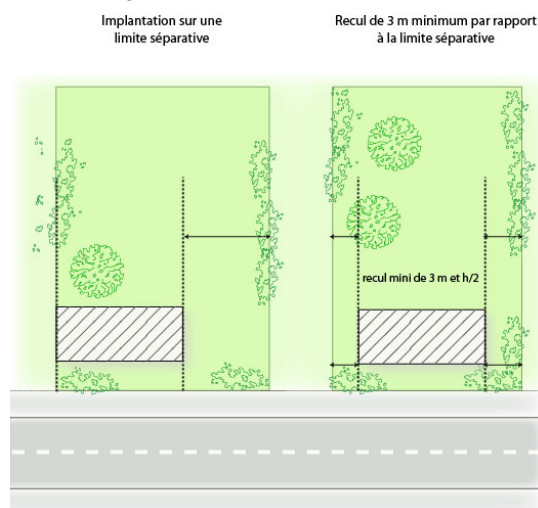 Implantation sur une
limite séparative
Recul de 3 m minimum par rapport
à la limite séparative
recul mini de 3 m et h/2